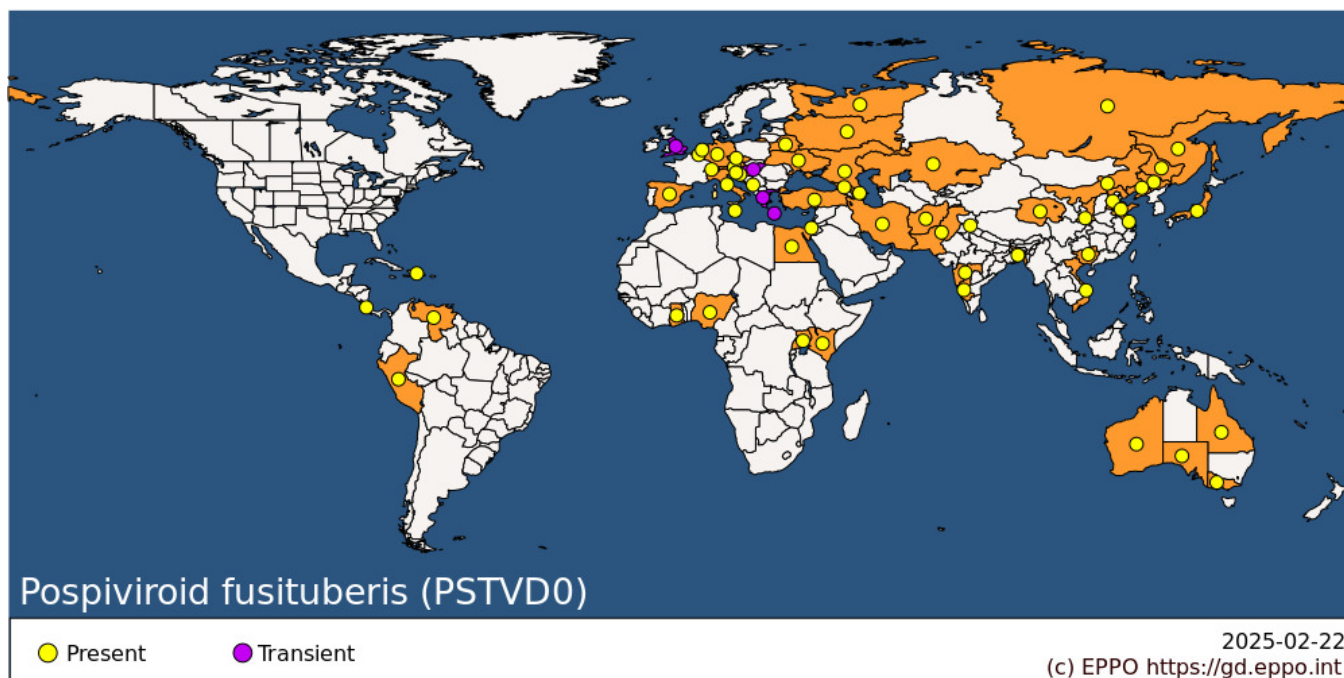 Pospiviroid fusituberis (PSTVD0)
Present
Transient
2025-02-22
(c) EPPO https://gd.eppo.int